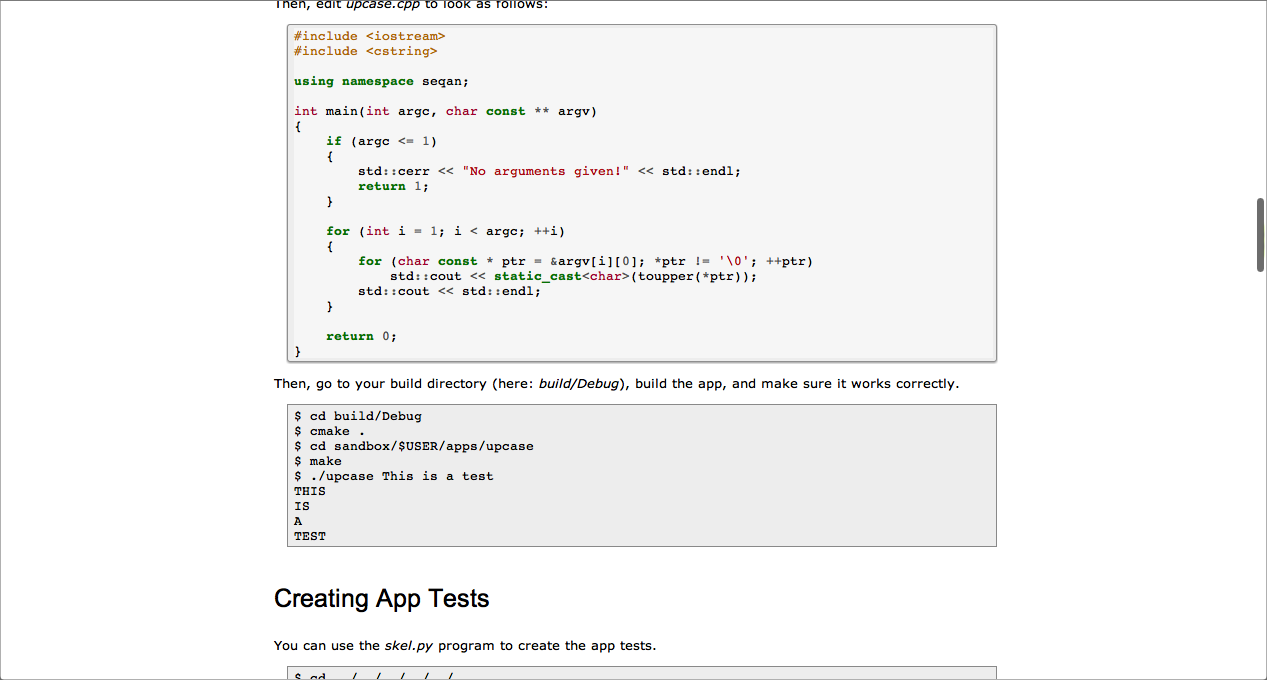 Then, edit upcase.cpp to look as follows:
#include <iostream>
#include <cstring>
using namespace seqan;
int main(int argc, char const ** argv)
{
    if (argc <= 1)
    {
        std::cerr << "No arguments given!" << std::endl;
        return 1;
    }
    for (int i = 1; i < argc; ++i)
    {
        for (char const * ptr = &argv[i][0]; *ptr != '\0'; ++ptr)
            std::cout << static_cast<char>(toupper(*ptr));
        std::cout << std::endl;
    }
    return 0;
}
Then, go to your build directory (here: build/Debug), build the app, and make sure it works correctly.
$ cd build/Debug
$ cmake .
$ cd sandbox/$USER/apps/upcase
$ make
$ ./upcase This is a test
THIS
IS
A
TEST
Creating App Tests
You can use the skel.py program to create the app tests.
$ cd